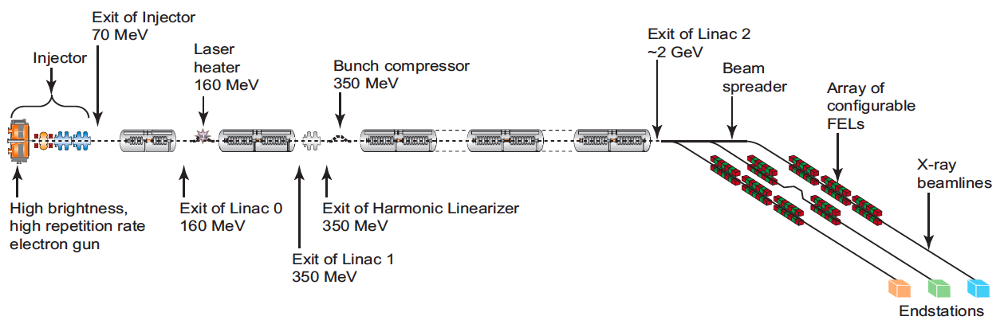 Exit of Injector
70 MeV
Injector
Laser
heater
160 MeV
Bunch compressor
350 MeV
Exit of Linac 2
~2 GeV
Beam
spreader
Array of
configurable
FELs
X-ray
beamlines
High brightness,
high repetition rate
electron gun
Exit of Linac 0
160 MeV
Exit of Linac 1
350 MeV
Exit of Harmonic Linearizer
350 MeV
Endstations